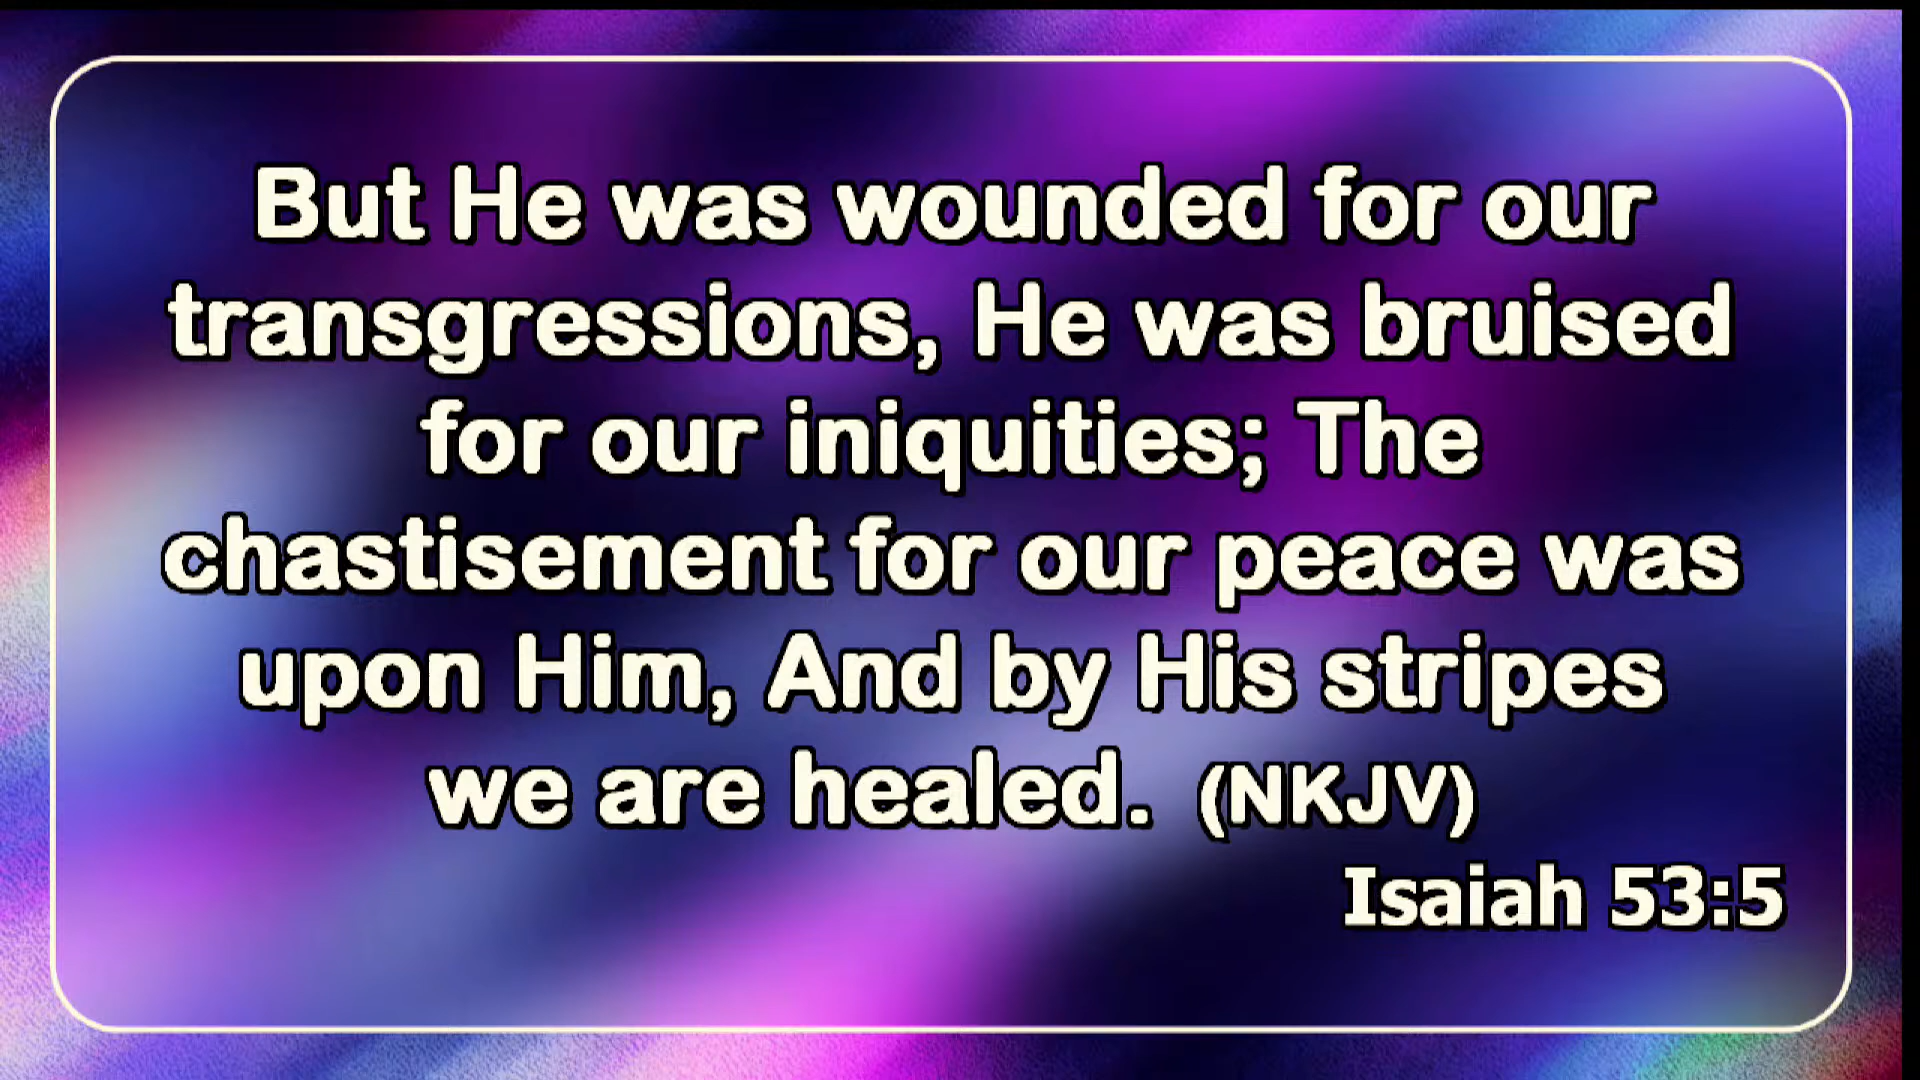 But He was wounded for our
transgressions, He was bruised
for our iniquities; The
chastisement for our peace was
upon Him, And by His stripes
we are healed. (NKJV)
Isaiah 53:5